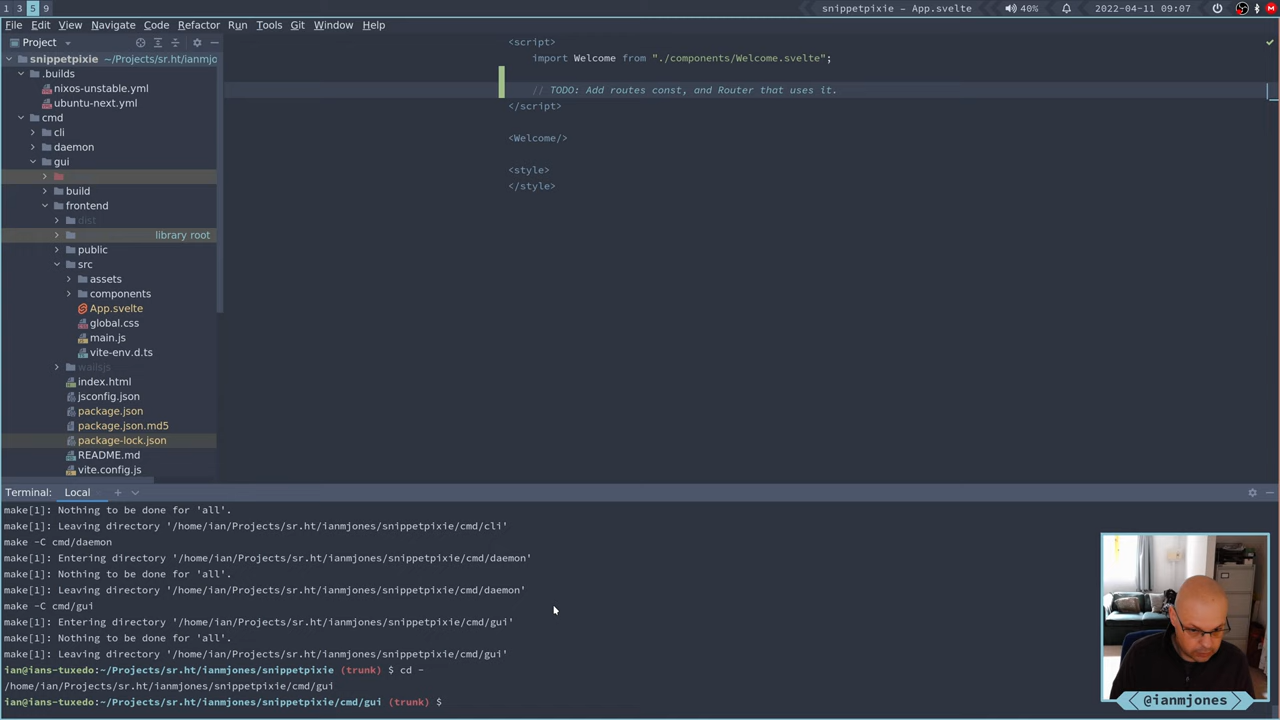 1 3 5 9
snippetpixie – App.svelte
40%
2022-04-11 09:07
File Edit View Navigate Code Refactor Run Tools Git Window Help
Project
snippetpixie ~/Projects/sr.ht/ianmjo
.builds
nixos-unstable.yml
ubuntu-next.yml
cmd
cli
daemon
gui
build
frontend
dist
library root
public
src
assets
components
App.svelte
global.css
main.js
vite-env.d.ts
wailsjs
index.html
jsconfig.json
package.json
package.json.md5
package-lock.json
README.md
vite.config.js
<script>
import Welcome from "./components/Welcome.svelte";
// TODO: Add routes const, and Router that uses it.
</script>
<Welcome/>
<style>
</style>
Terminal: Local
make[1]: Nothing to be done for 'all'.
make[1]: Leaving directory '/home/ian/Projects/sr.ht/ianmjones/snippetpixie/cmd/cli'
make -C cmd/daemon
make[1]: Entering directory '/home/ian/Projects/sr.ht/ianmjones/snippetpixie/cmd/daemon'
make[1]: Nothing to be done for 'all'.
make[1]: Leaving directory '/home/ian/Projects/sr.ht/ianmjones/snippetpixie/cmd/daemon'
make -C cmd/gui
make[1]: Entering directory '/home/ian/Projects/sr.ht/ianmjones/snippetpixie/cmd/gui'
make[1]: Nothing to be done for 'all'.
make[1]: Leaving directory '/home/ian/Projects/sr.ht/ianmjones/snippetpixie/cmd/gui'
ian@ians-tuxedo:~/Projects/sr.ht/ianmjones/snippetpixie (trunk) $ cd -
/home/ian/Projects/sr.ht/ianmjones/snippetpixie/cmd/gui
ian@ians-tuxedo:~/Projects/sr.ht/ianmjones/snippetpixie/cmd/gui (trunk) $
@ianmjones